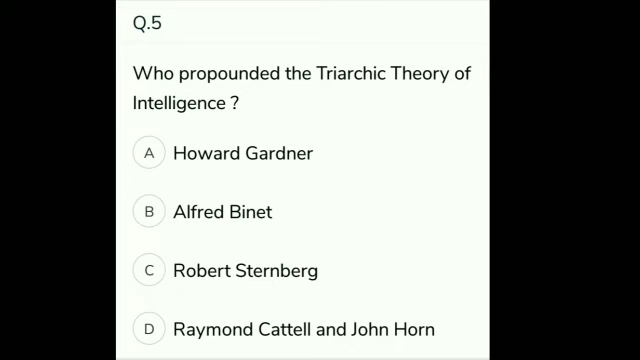 Q.5
Who propounded the Triarchic Theory of
Intelligence ?
A Howard Gardner
B Alfred Binet
C Robert Sternberg
D Raymond Cattell and John Horn